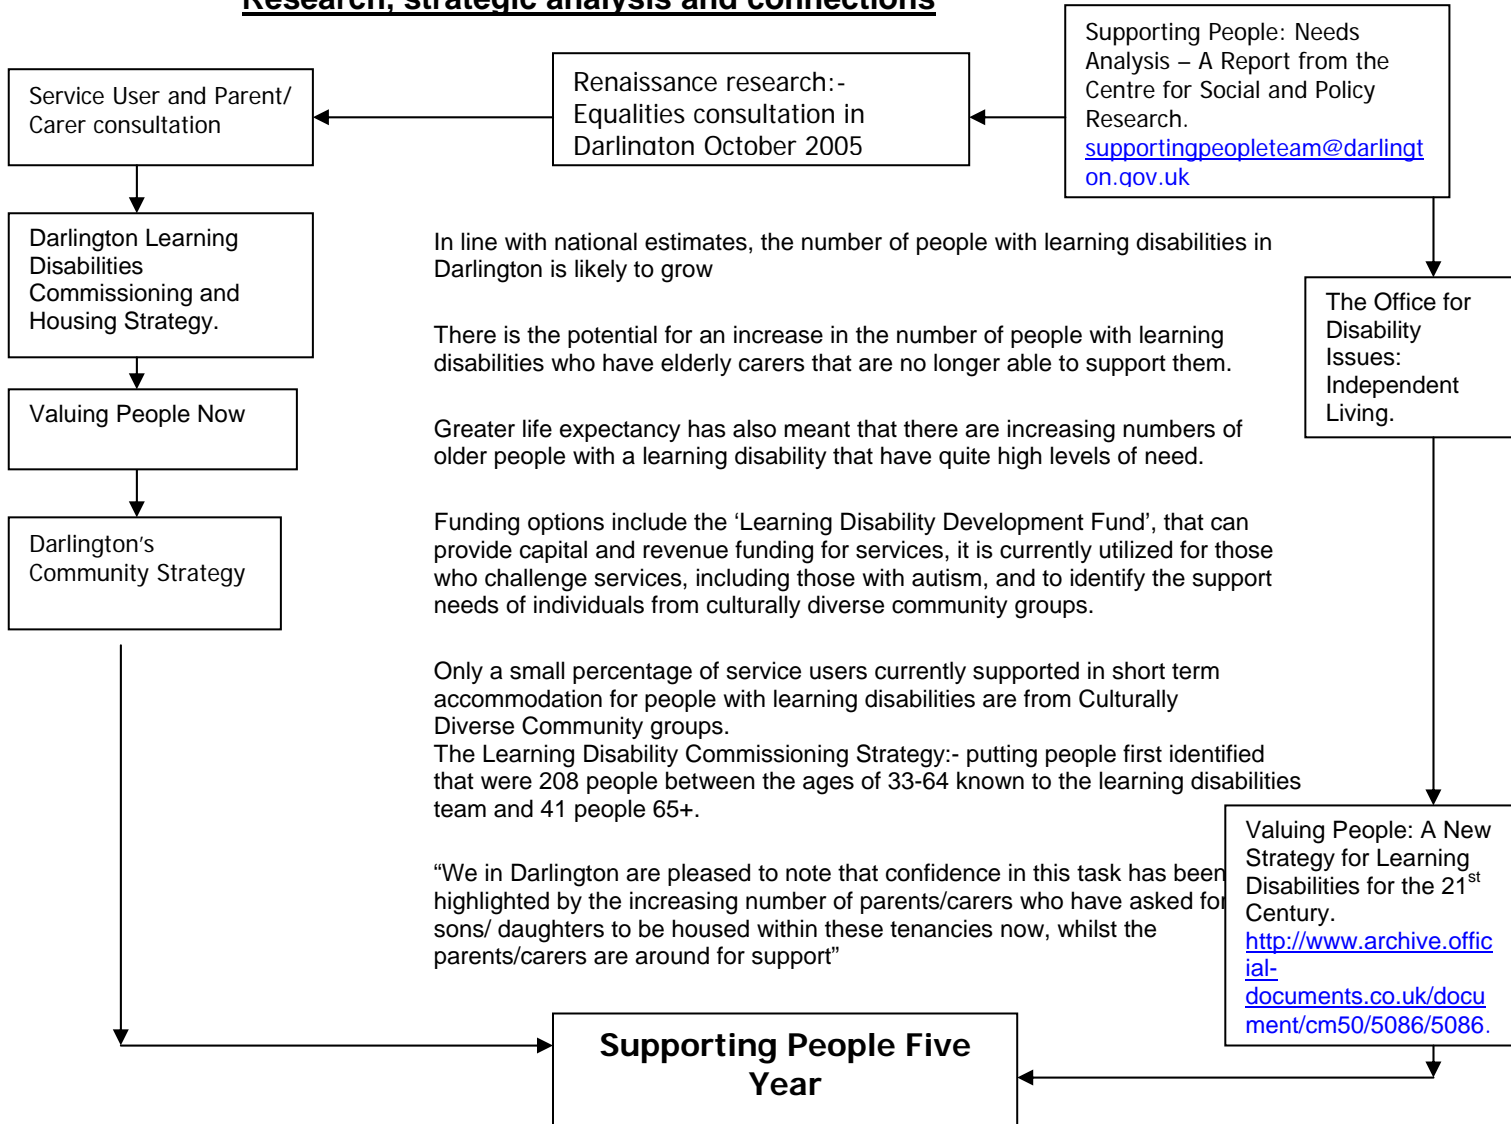 Research, strategic analysis and connections
Supporting People: Needs
Analysis – A Report from the
Centre for Social and Policy
Research.
supportingpeopleteam@darlingt
on.gov.uk
Renaissance research:-
Equalities consultation in
Darlington October 2005
Service User and Parent/
Carer consultation
Darlington Learning
Disabilities
Commissioning and
Housing Strategy.
Valuing People Now
Darlington’s
Community Strategy
In line with national estimates, the number of people with learning disabilities in
Darlington is likely to grow
There is the potential for an increase in the number of people with learning
disabilities who have elderly carers that are no longer able to support them.
Greater life expectancy has also meant that there are increasing numbers of
older people with a learning disability that have quite high levels of need.
Funding options include the ‘Learning Disability Development Fund’, that can
provide capital and revenue funding for services, it is currently utilized for those
who challenge services, including those with autism, and to identify the support
needs of individuals from culturally diverse community groups.
Only a small percentage of service users currently supported in short term
accommodation for people with learning disabilities are from Culturally
Diverse Community groups.
The Learning Disability Commissioning Strategy:- putting people first identified
that were 208 people between the ages of 33-64 known to the learning disabilities
team and 41 people 65+.
“We in Darlington are pleased to note that confidence in this task has been
highlighted by the increasing number of parents/carers who have asked for
sons/ daughters to be housed within these tenancies now, whilst the
parents/carers are around for support”
The Office for
Disability
Issues:
Independent
Living.
Valuing People: A New
Strategy for Learning
Disabilities for the 21st
Century.
http://www.archive.offic
ial-
documents.co.uk/docu
ment/cm50/5086/5086.
Supporting People Five
Year